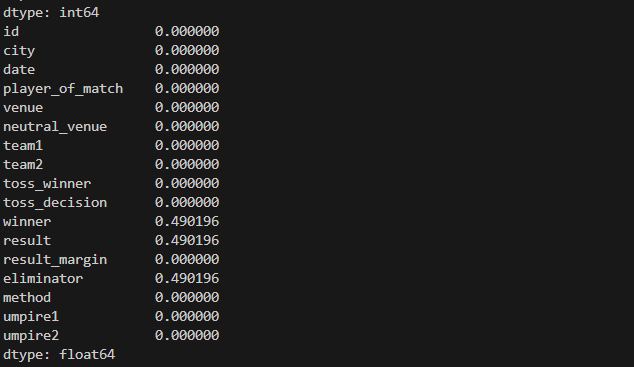 dtype: int64
id 0.000000
city 0.000000
date 0.000000
player_of_match 0.000000
venue 0.000000
neutral_venue 0.000000
team1 0.000000
team2 0.000000
toss_winner 0.000000
toss_decision 0.000000
winner 0.490196
result 0.490196
result_margin 0.000000
eliminator 0.490196
method 0.000000
umpire1 0.000000
umpire2 0.000000
dtype: float64